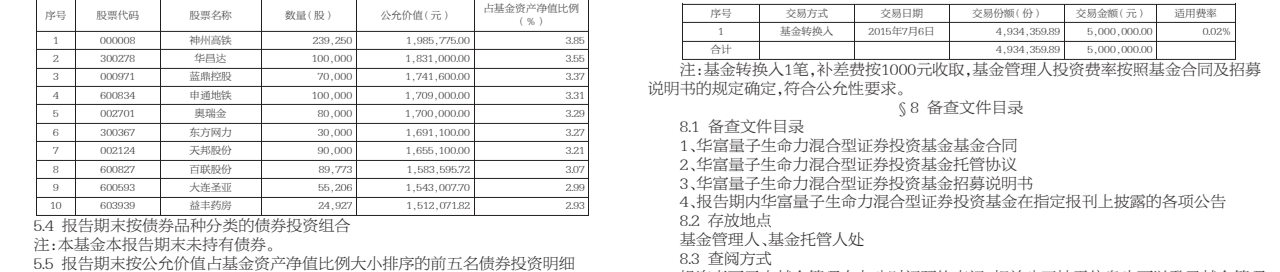 序号 股票代码 股票名称 数量(股) 公允价值(元) 占基金资产净值比例(%)
1 000008 神州高铁 239,250 1,985,775.00 3.85
2 300278 华昌达 100,000 1,831,000.00 3.55
3 000971 蓝鼎控股 70,000 1,741,600.00 3.37
4 600834 申通地铁 100,000 1,709,000.00 3.31
5 002701 奥瑞金 80,000 1,700,000.00 3.29
6 300367 东方网力 30,000 1,691,100.00 3.27
7 002124 天邦股份 90,000 1,655,100.00 3.21
8 600827 百联股份 89,773 1,583,595.72 3.07
9 600593 大连圣亚 55,206 1,543,007.70 2.99
10 603939 益丰药房 24,927 1,512,071.82 2.93
5.4 报告期末按债券品种分类的债券投资组合
注:本基金本报告期末未持有债券。
5.5 报告期末按公允价值占基金资产净值比例大小排序的前五名债券投资明细
序号 交易方式 交易日期 交易份额(份) 交易金额(元) 适用费率
1 基金转换入 2015年7月6日 4,934,359.89 5,000,000.00 0.02%
合计 4,934,359.89 5,000,000.00
注:基金转换入1笔,补差费按1000元收取,基金管理人投资费率按照基金合同及招募
说明书的规定确定,符合公允性要求。
§8 备查文件目录
8.1 备查文件目录
1、华富量子生命力混合型证券投资基金基金合同
2、华富量子生命力混合型证券投资基金托管协议
3、华富量子生命力混合型证券投资基金招募说明书
4、报告期内华富量子生命力混合型证券投资基金在指定报刊上披露的各项公告
8.2 存放地点
基金管理人、基金托管人处
8.3 查阅方式